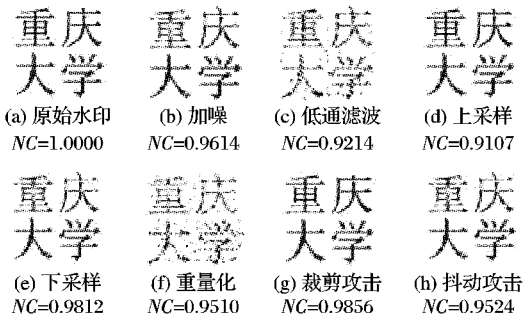 重庆 重庆 重庆 重庆
大学 大学 大学 大学
(a) 原始水印 (b) 加噪 (c) 低通滤波 (d) 上采样
NC=1.0000 NC=0.9614 NC=0.9214 NC=0.9107
重庆 重庆 重庆 重庆
大学 大学 大学 大学
(e) 下采样 (f) 重量化 (g) 裁剪攻击 (h) 抖动攻击
NC=0.9812 NC=0.9510 NC=0.9856 NC=0.9524